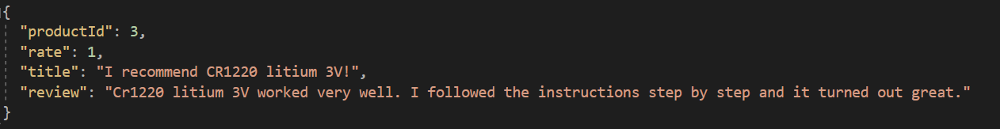 {
"productId": 3,
"rate": 1,
"title": "I recommend CR1220 litium 3V!",
"review": "Cr1220 litium 3V worked very well. I followed the instructions step by step and it turned out great."
}